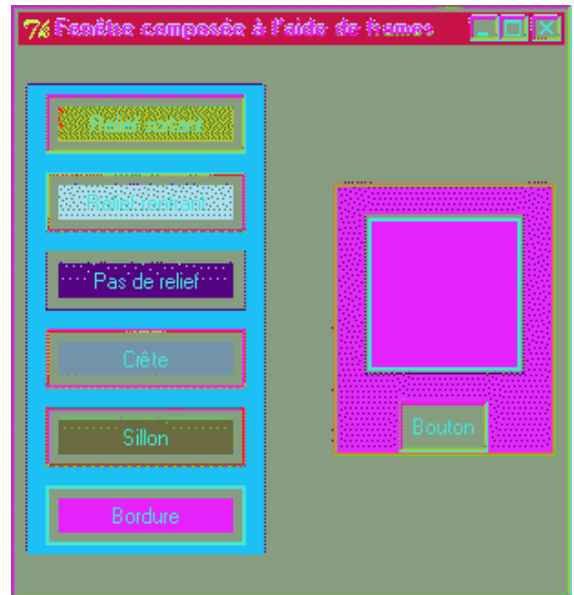 Fenêtre composée à l'aide de frames
Relief sortant
Relief rentrant
Pas de relief
Crête
Sillon
Bordure
Bouton